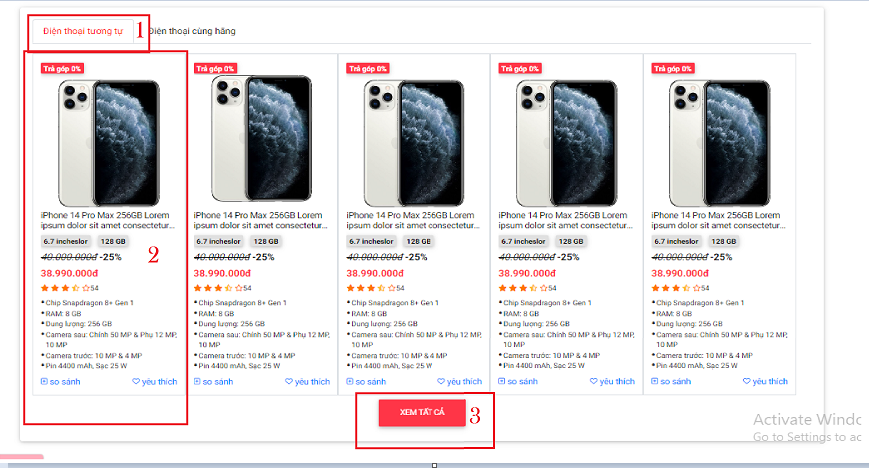 Điện thoại tương tự
1
Điện thoại cùng hãng
Trả góp 0%
iPhone 14 Pro Max 256GB Lorem
ipsum dolor sit amet consectetur...
6.7 incheslor 128 GB
40.000.000đ -25%
2
38.990.000đ
54
Chip Snapdragon 8+ Gen 1
RAM: 8 GB
Dung lượng: 256 GB
Camera sau: Chính 50 MP & Phụ 12 MP,
10 MP
Camera trước: 10 MP & 4 MP
Pin 4400 mAh, Sạc 25 W
so sánh yêu thích
Trả góp 0%
iPhone 14 Pro Max 256GB Lorem
ipsum dolor sit amet consectetur...
6.7 incheslor 128 GB
40.000.000đ -25%
38.990.000đ
54
Chip Snapdragon 8+ Gen 1
RAM: 8 GB
Dung lượng: 256 GB
Camera sau: Chính 50 MP & Phụ 12 MP,
10 MP
Camera trước: 10 MP & 4 MP
Pin 4400 mAh, Sạc 25 W
so sánh yêu thích
Trả góp 0%
iPhone 14 Pro Max 256GB Lorem
ipsum dolor sit amet consectetur...
6.7 incheslor 128 GB
40.000.000đ -25%
38.990.000đ
54
Chip Snapdragon 8+ Gen 1
RAM: 8 GB
Dung lượng: 256 GB
Camera sau: Chính 50 MP & Phụ 12 MP,
10 MP
Camera trước: 10 MP & 4 MP
Pin 4400 mAh, Sạc 25 W
so sánh yêu thích
Trả góp 0%
iPhone 14 Pro Max 256GB Lorem
ipsum dolor sit amet consectetur...
6.7 incheslor 128 GB
40.000.000đ -25%
38.990.000đ
54
Chip Snapdragon 8+ Gen 1
RAM: 8 GB
Dung lượng: 256 GB
Camera sau: Chính 50 MP & Phụ 12 MP,
10 MP
Camera trước: 10 MP & 4 MP
Pin 4400 mAh, Sạc 25 W
so sánh yêu thích
Trả góp 0%
iPhone 14 Pro Max 256GB Lorem
ipsum dolor sit amet consectetur...
6.7 incheslor 128 GB
40.000.000đ -25%
38.990.000đ
54
Chip Snapdragon 8+ Gen 1
RAM: 8 GB
Dung lượng: 256 GB
Camera sau: Chính 50 MP & Phụ 12 MP,
10 MP
Camera trước: 10 MP & 4 MP
Pin 4400 mAh, Sạc 25 W
so sánh yêu thích
XEM TẤT CẢ
3
Activate Windo
Go to Settings to ac